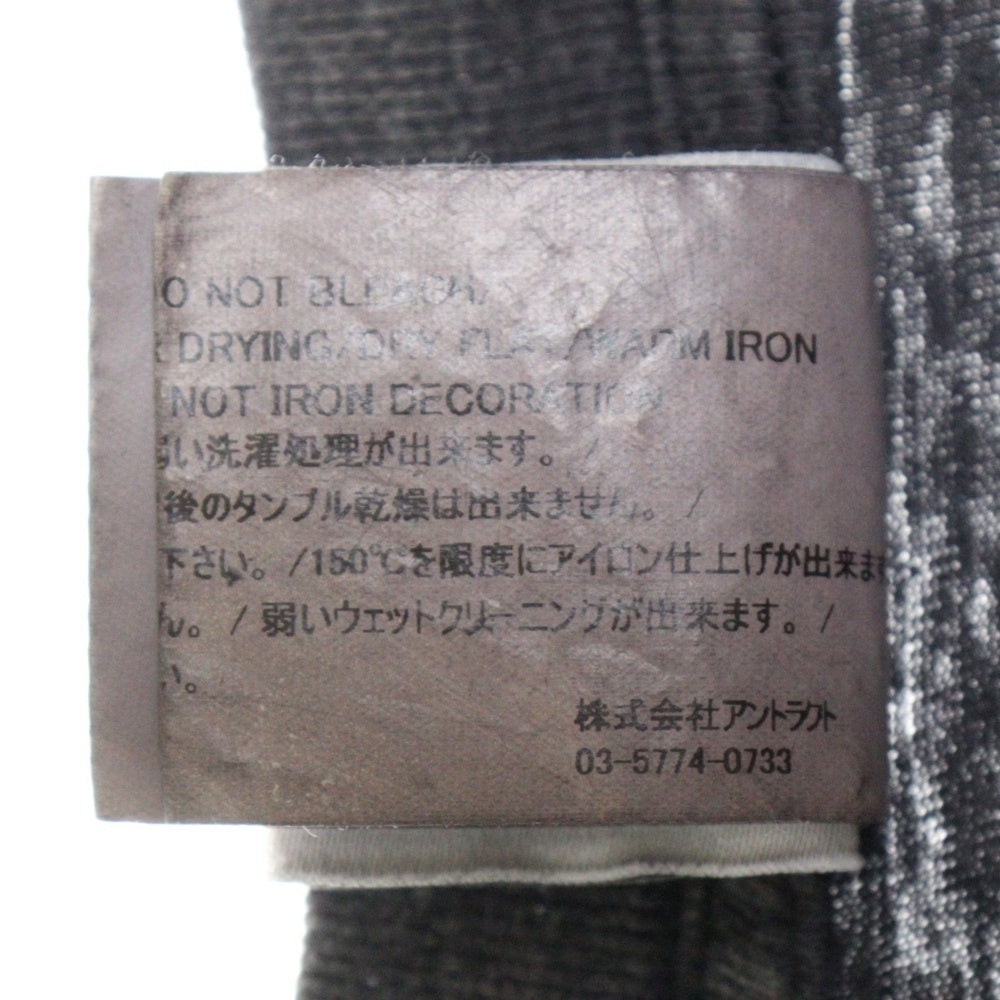 O NOT BLEACH/
DRYING/DRY FLAT/WARM IRON
NOT IRON DECORATION
い洗濯処理が出来ます。/
後のタンブル乾燥は出来ません。/
下さい。/150℃を限度にアイロン仕上げが出来ま
ん。/ 弱いウェットクリーニングが出来ます。/
い。
株式会社アントラクト
03-5774-0733